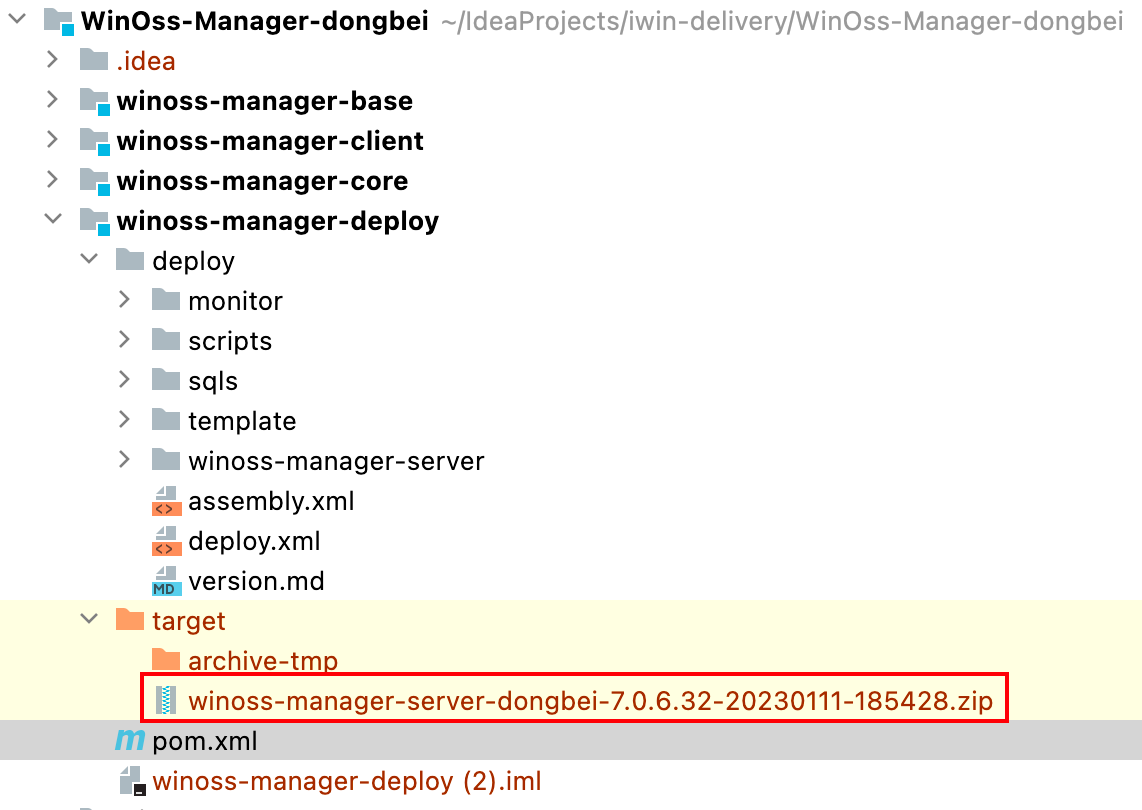 WinOss-Manager-dongbei ~/IdeaProjects/iwin-delivery/WinOss-Manager-dongbei
.idea
winoss-manager-base
winoss-manager-client
winoss-manager-core
winoss-manager-deploy
deploy
monitor
scripts
sqls
template
winoss-manager-server
<> assembly.xml
<> deploy.xml
MD version.md
target
archive-tmp
winoss-manager-server-dongbei-7.0.6.32-20230111-185428.zip
m pom.xml
winoss-manager-deploy (2).iml